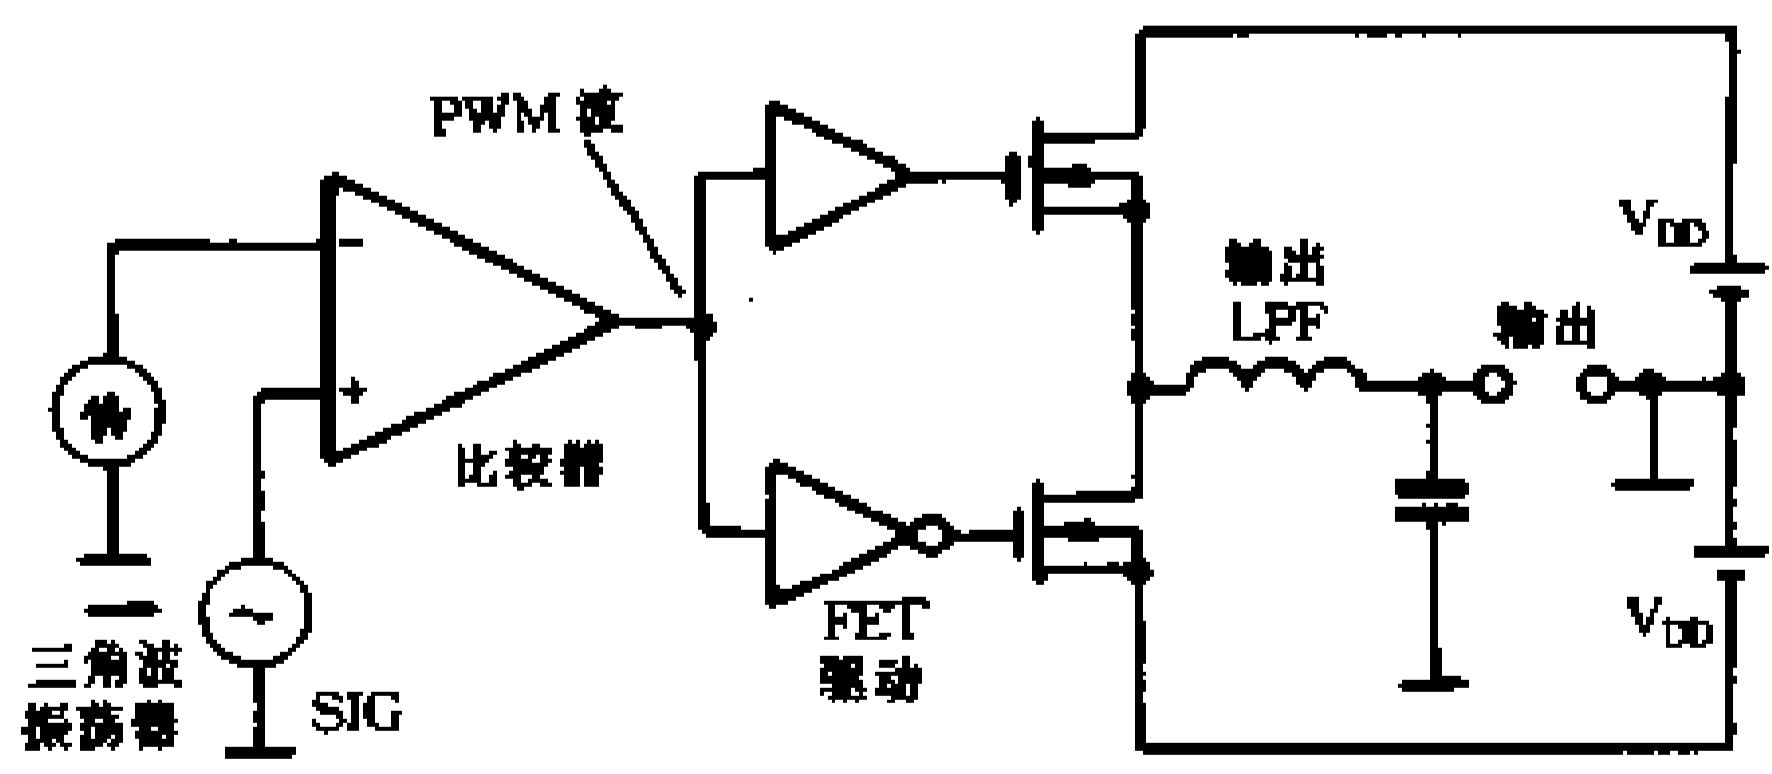 PWM 波
−
+
比较器
三角波
振荡器
~
SIG
FET
驱动
输出
LPF
输出
VDD
VDD